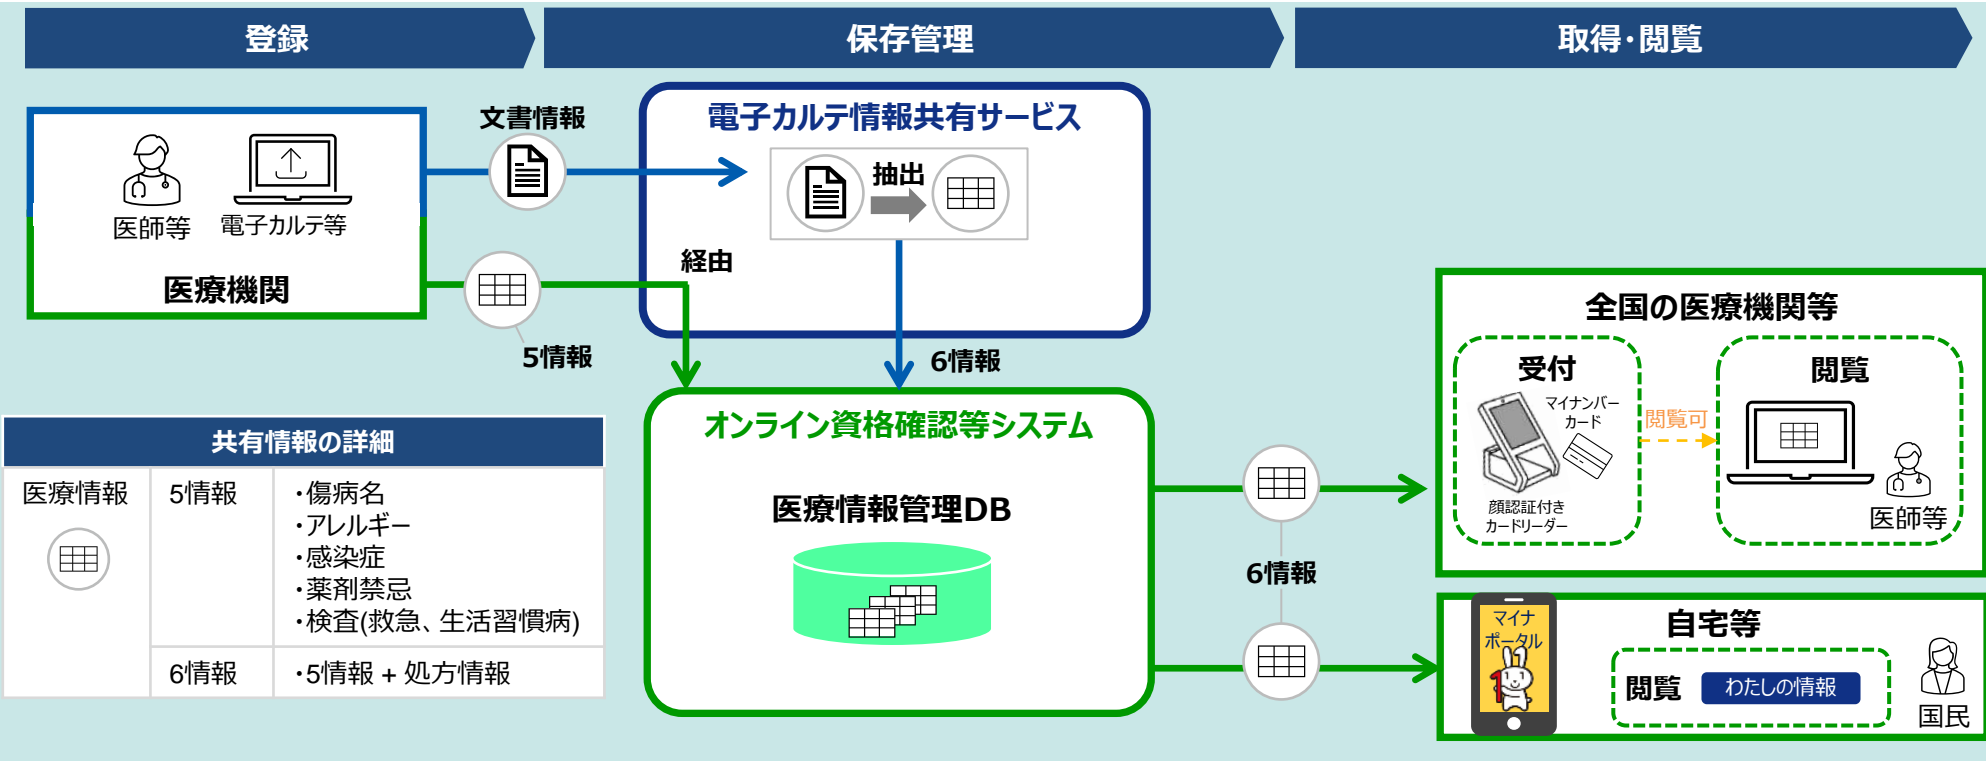 登録
保存管理
取得・閲覧
文書情報
電子カルテ情報共有サービス
抽出
医師等
電子カルテ等
医療機関
経由
5情報
6情報
オンライン資格確認等システム
医療情報管理DB
6情報
全国の医療機関等
受付
マイナンバー
カード
顔認証付き
カードリーダー
閲覧可
閲覧
医師等
マイナ
ポータル
1
自宅等
閲覧
わたしの情報
国民
共有情報の詳細
医療情報
5情報
・傷病名
・アレルギー
・感染症
・薬剤禁忌
・検査(救急、生活習慣病)
6情報
・5情報 + 処方情報